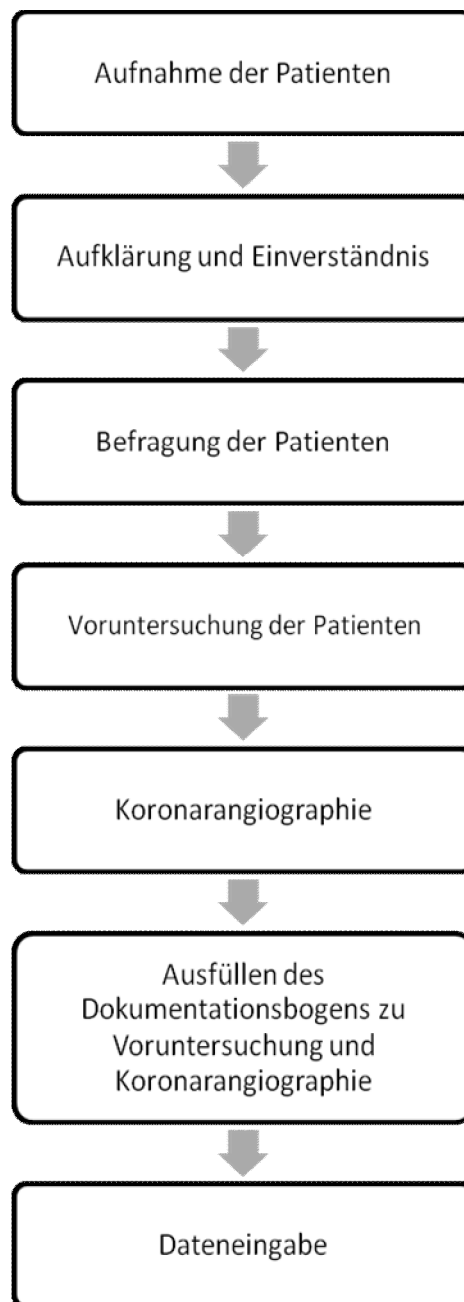 Aufnahme der Patienten
Aufklärung und Einverständnis
Befragung der Patienten
Voruntersuchung der Patienten
Koronarangiographie
Ausfüllen des
Dokumentationsbogens zu
Voruntersuchung und
Koronarangiographie
Dateneingabe